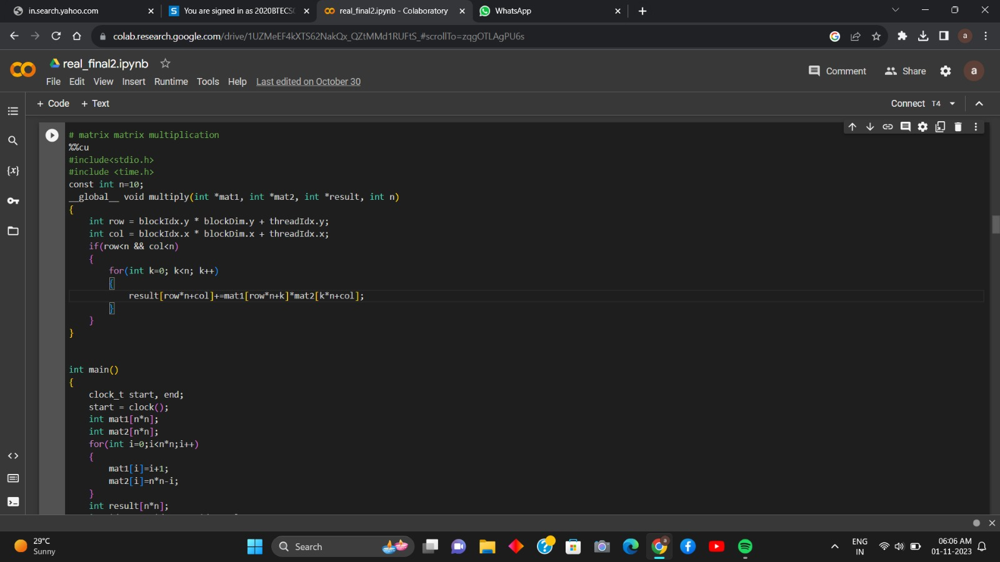 in.search.yahoo.com
You are signed in as 2020BTECS
real_final2.ipynb - Colaboratory
WhatsApp
colab.research.google.com/drive/1UZMeEF4kXTS62NakQx_QZtMMd1RUFtS_#scrollTo=zqgOTLAgPU6s
real_final2.ipynb
File Edit View Insert Runtime Tools Help Last edited on October 30
Comment Share a
+ Code + Text
Connect T4
# matrix matrix multiplication
%%cu
#include<stdio.h>
#include <time.h>
const int n=10;
__global__ void multiply(int *mat1, int *mat2, int *result, int n)
{
int row = blockIdx.y * blockDim.y + threadIdx.y;
int col = blockIdx.x * blockDim.x + threadIdx.x;
if(row<n && col<n)
{
for(int k=0; k<n; k++)
{
result[row*n+col]+=mat1[row*n+k]*mat2[k*n+col];
}
}
}
int main()
{
clock_t start, end;
start = clock();
int mat1[n*n];
int mat2[n*n];
for(int i=0;i<n*n;i++)
{
mat1[i]=i+1;
mat2[i]=n*n-i;
}
int result[n*n];
29°C
Sunny
Search
ENG
IN
06:06 AM
01-11-2023